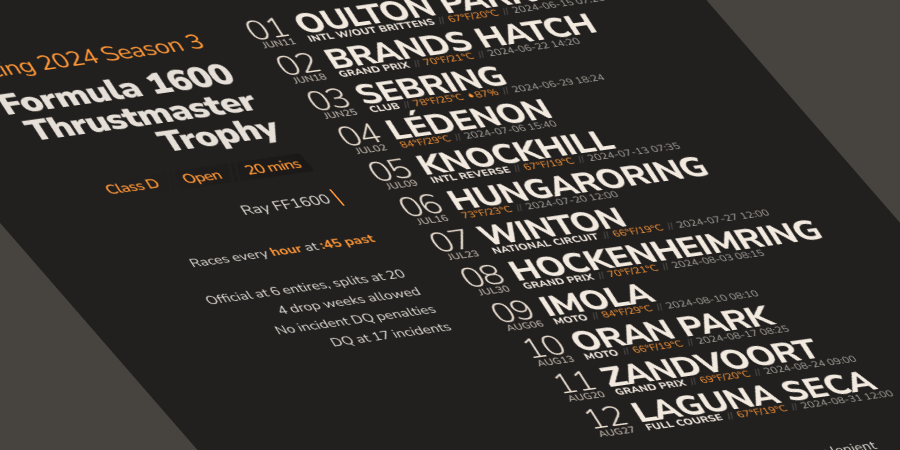 ing 2024 Season 3
Formula 1600
Thrustmaster
Trophy
Class D Open 20 mins
Ray FF1600
Races every hour at :45 past
Official at 6 entires, splits at 20
4 drop weeks allowed
No incident DQ penalties
DQ at 17 incidents
01 OULTON PARK
JUN11 INTL W/OUT BRITTENS // 67°F/20°C // 2024-06-15
02 BRANDS HATCH
JUN18 GRAND PRIX // 70°F/21°C // 2024-06-22 14:20
03 SEBRING
JUN25 CLUB // 78°F/25°C 87% // 2024-06-29 18:24
04 LÉDENON
JUL02 84°F/29°C // 2024-07-06 15:40
05 KNOCKHILL
JUL09 INTL REVERSE // 67°F/19°C // 2024-07-13 07:35
06 HUNGARORING
JUL16 73°F/23°C // 2024-07-20 12:00
07 WINTON
JUL23 NATIONAL CIRCUIT // 66°F/19°C // 2024-07-27 12:00
08 HOCKENHEIMRING
JUL30 GRAND PRIX // 70°F/21°C // 2024-08-03 08:15
09 IMOLA
AUG06 MOTO // 84°F/29°C // 2024-08-10 08:10
10 ORAN PARK
AUG13 MOTO // 66°F/19°C // 2024-08-17 08:25
11 ZANDVOORT
AUG20 GRAND PRIX // 69°F/20°C // 2024-08-24 09:00
12 LAGUNA SECA
AUG27 FULL COURSE // 67°F/19°C // 2024-08-31 12:00